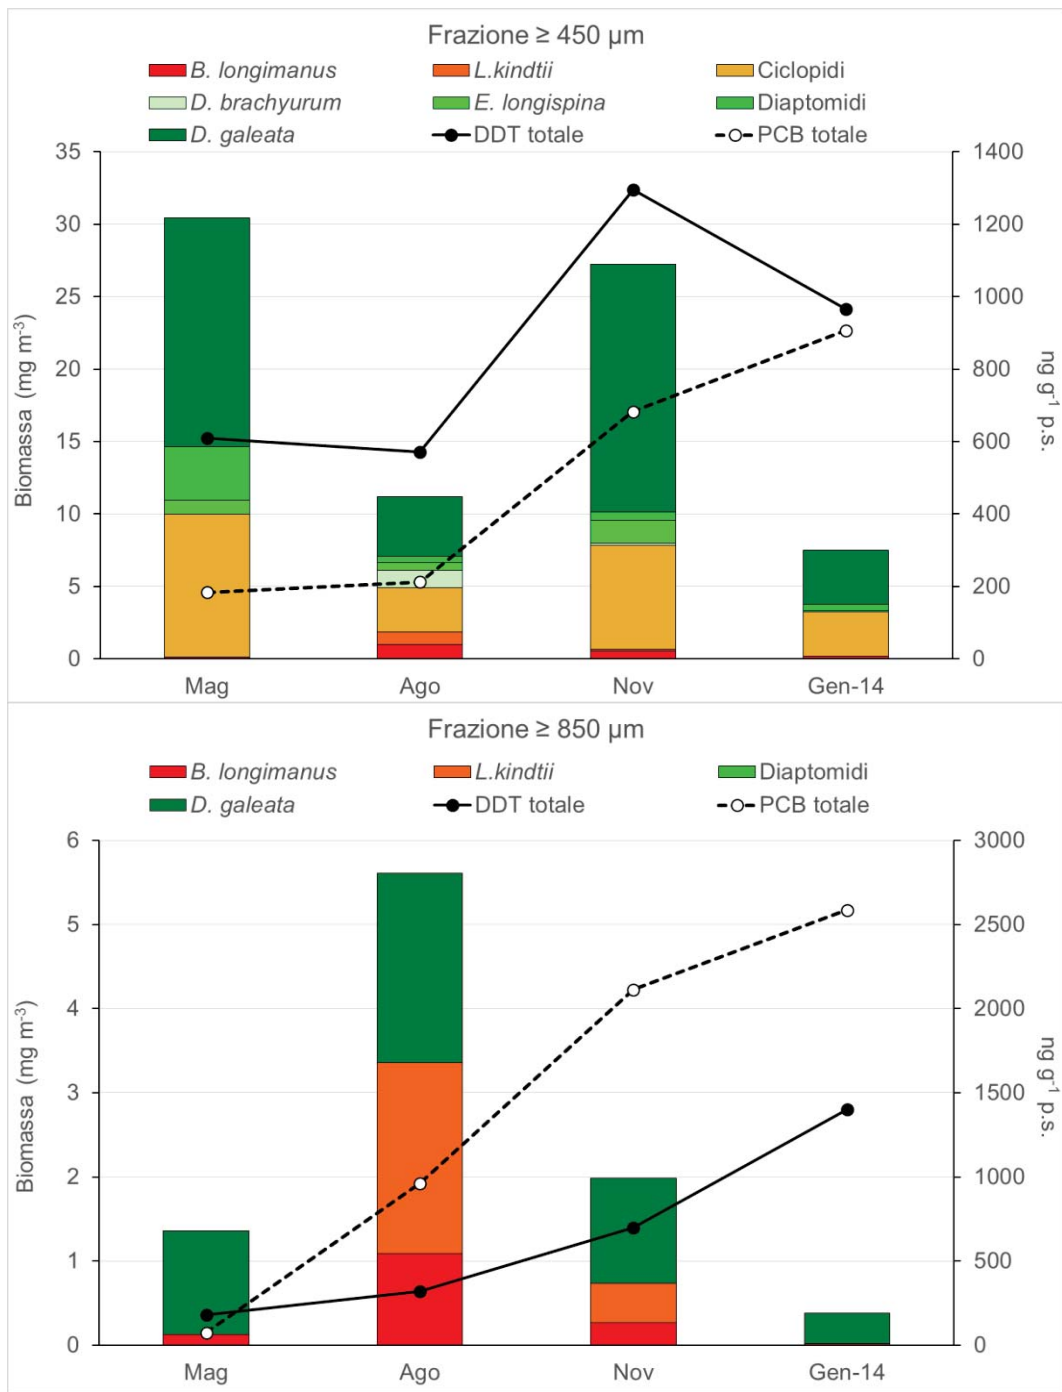 Frazione ≥ 450 µm
B. longimanus L.kindtii Ciclopidi
D. brachyurum E. longispina Diaptomidi
D. galeata DDT totale PCB totale
35 1400
30 1200
25 1000
20 800
15 600
10 400
5 200
0 0
Biomassa (mg m-3)
ng g-1 p.s.
Mag Ago Nov Gen-14
Frazione ≥ 850 µm
B. longimanus L.kindtii Diaptomidi
D. galeata DDT totale PCB totale
6 3000
5 2500
4 2000
3 1500
2 1000
1 500
0 0
Biomassa (mg m-3)
ng g-1 p.s.
Mag Ago Nov Gen-14